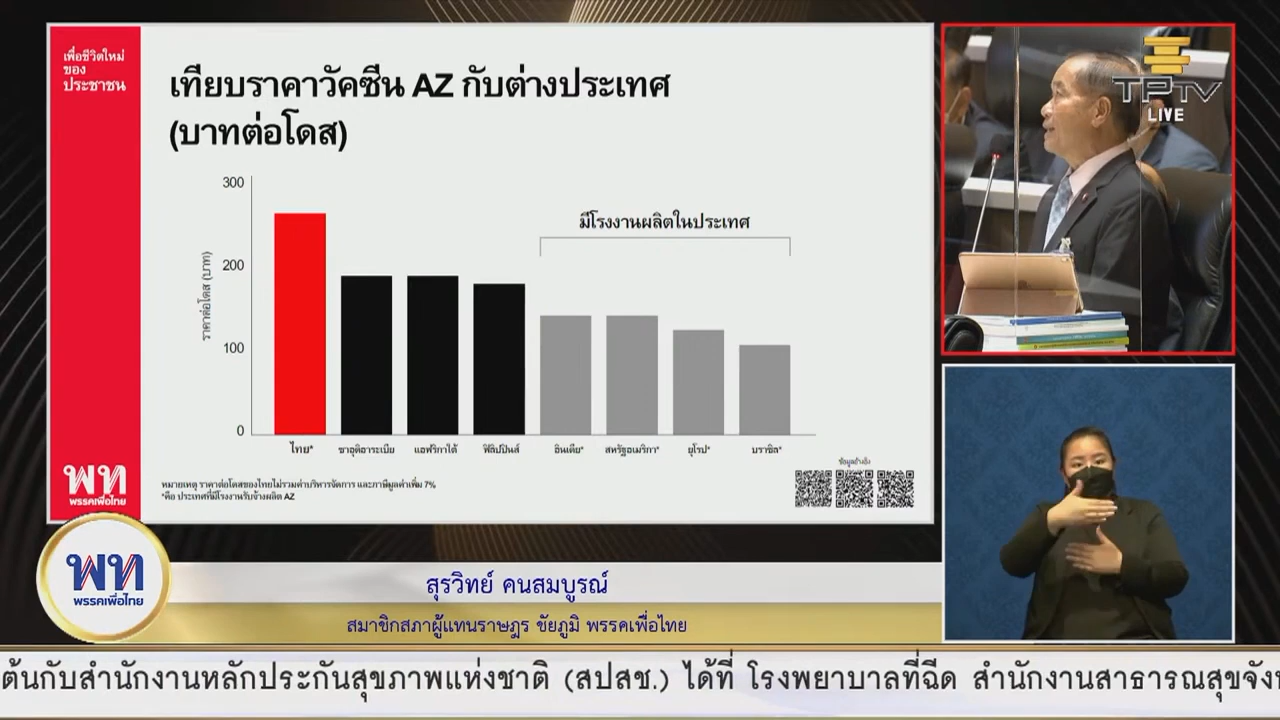 เพื่อชีวิตใหม่
ของ
ประชาชน
เทียบราคาวัคซีน AZ กับต่างประเทศ
(บาทต่อโดส)
ราคาต่อโดส (บาท)
300
200
100
0
มีโรงงานผลิตในประเทศ
ไทย*
ซาอุดิอาระเบีย
แอฟริกาใต้
ฟิลิปปินส์
อินเดีย*
สหรัฐอเมริกา*
ยุโรป*
บราซิล*
ข้อมูลอ้างอิง
หมายเหตุ ราคาต่อโดสของไทยไม่รวมค่าบริหารจัดการ และภาษีมูลค่าเพิ่ม 7%
*คือ ประเทศที่มีโรงงานรับจ้างผลิต AZ
พท
พรรคเพื่อไทย
TPTV
LIVE
พท
พรรคเพื่อไทย
สุรวิทย์ คนสมบูรณ์
สมาชิกสภาผู้แทนราษฎร ชัยภูมิ พรรคเพื่อไทย
ต้นกับสำนักงานหลักประกันสุขภาพแห่งชาติ (สปสช.) ได้ที่ โรงพยาบาลที่ฉีด สำนักงานสาธารณสุขจังห